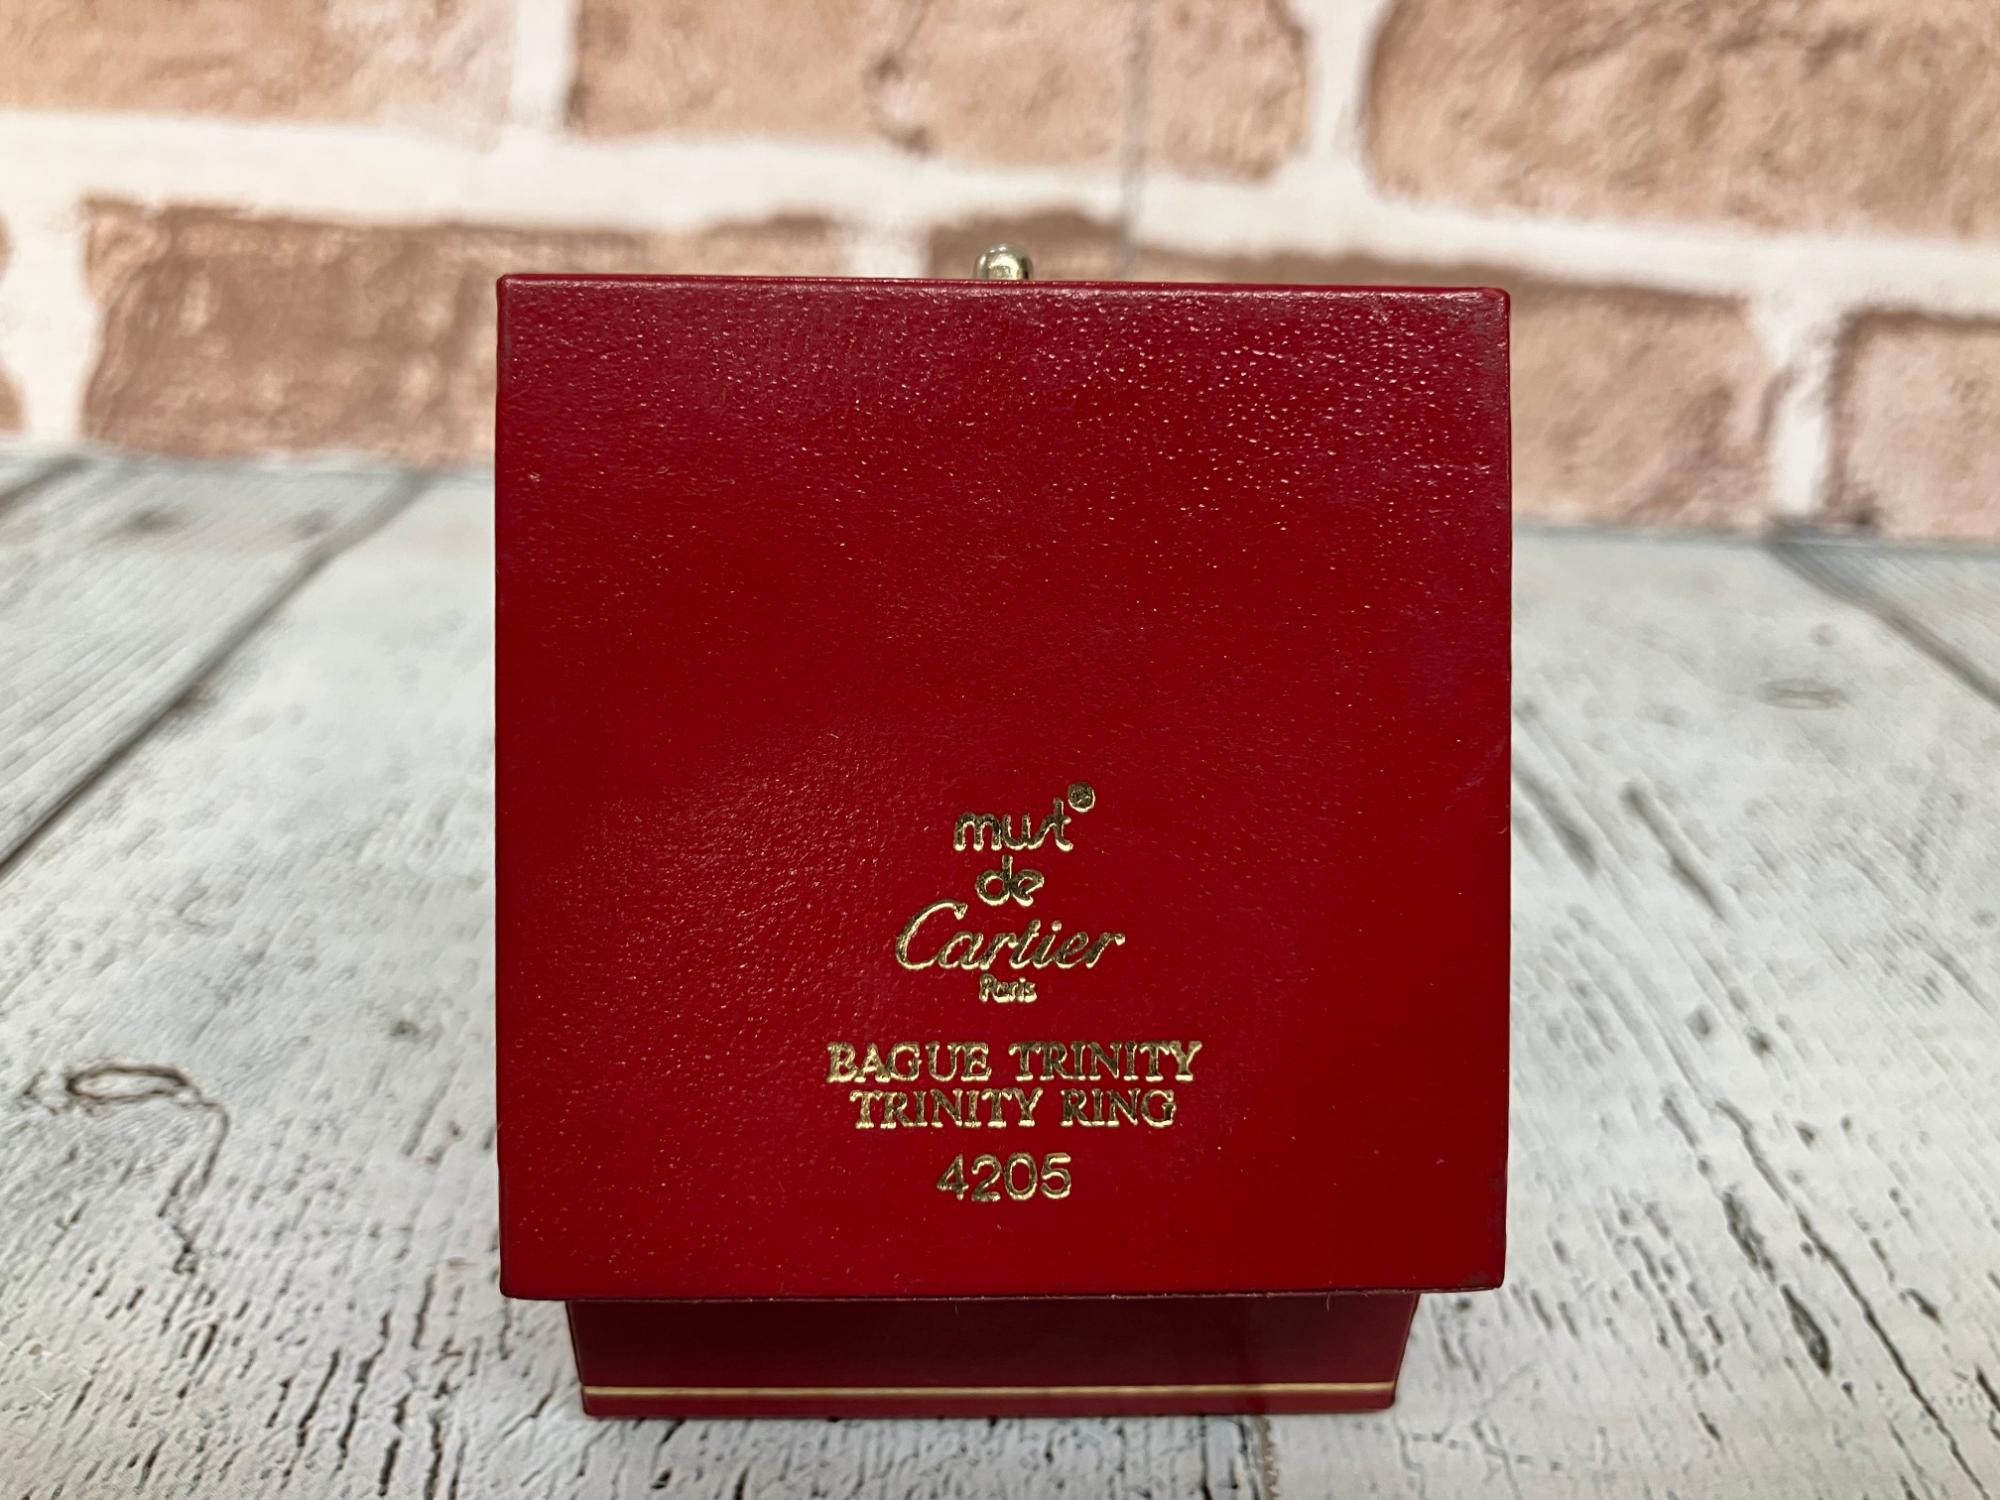 must®
de
Cartier
Paris
BAGUE TRINITY
TRINITY RING
4205